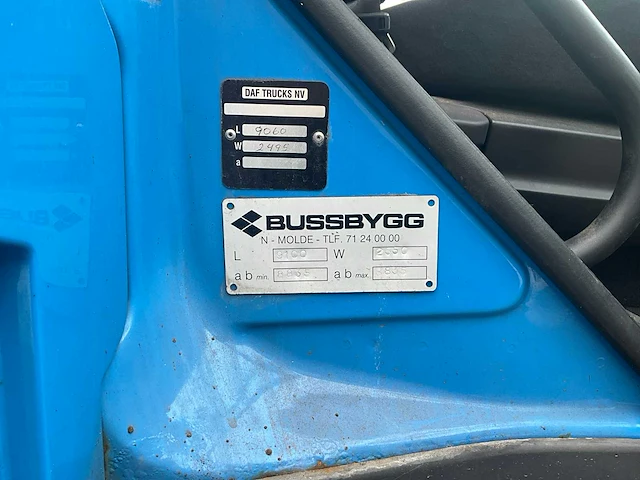 DAF TRUCKS NV
L 9060
W 2495
a
BUSSBYGG
N - MOLDE - TLF. 71 24 00 00
L W
a b min. a b max